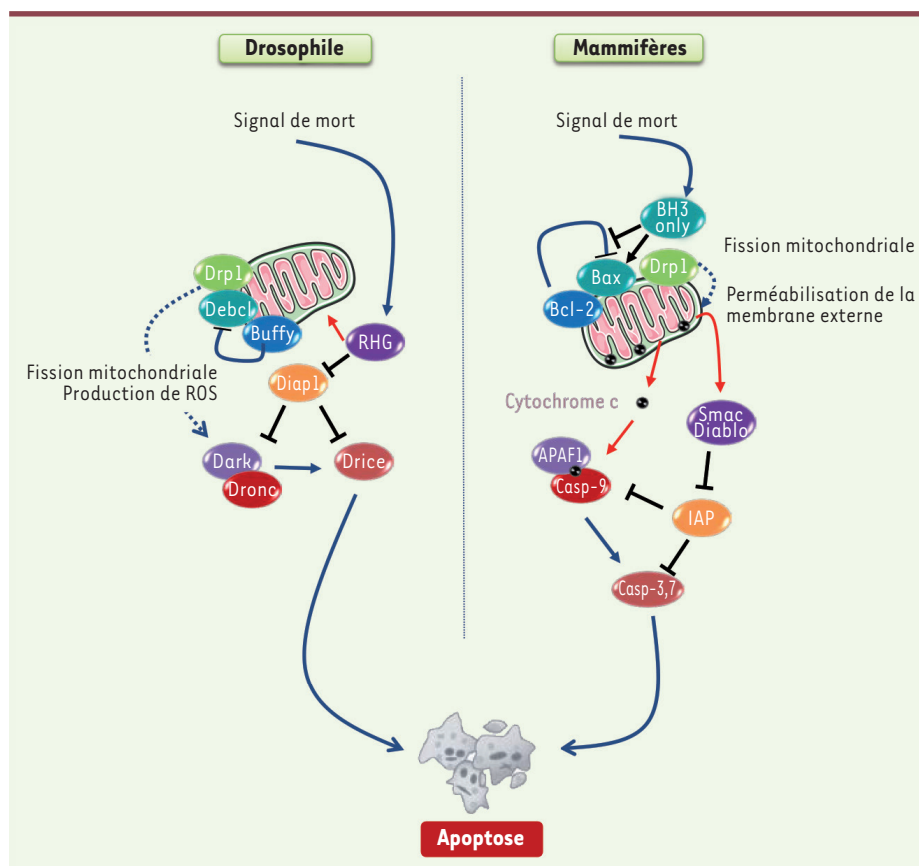 Drosophile
Signal de mort
Drp1
Debcl
Buffy
RHG
Fission mitochondriale
Production de ROS
Diap1
Dark
Dronc
Drice
Mammifères
Signal de mort
BH3
only
Fission mitochondriale
Bax
Drp1
Bcl-2
Perméabilisation de la
membrane externe
Cytochrome c
Smac
Diablo
APAF1
Casp-9
IAP
Casp-3,7
Apoptose